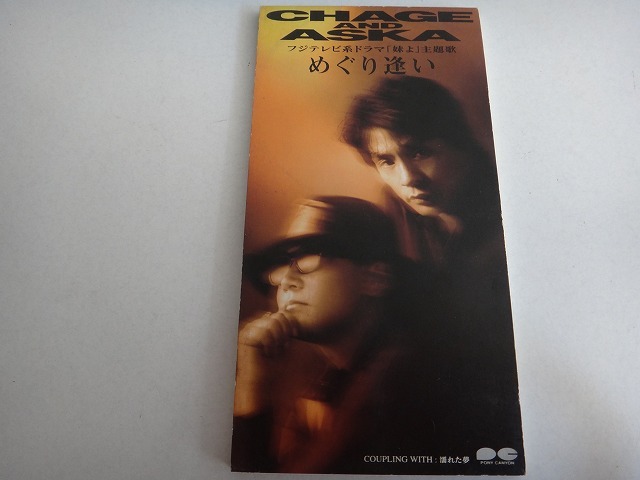 CHAGE
AND
ASKA
フジテレビ系ドラマ「妹よ」主題歌
めぐり逢い
COUPLING WITH : 濡れた夢
PONY CANYON